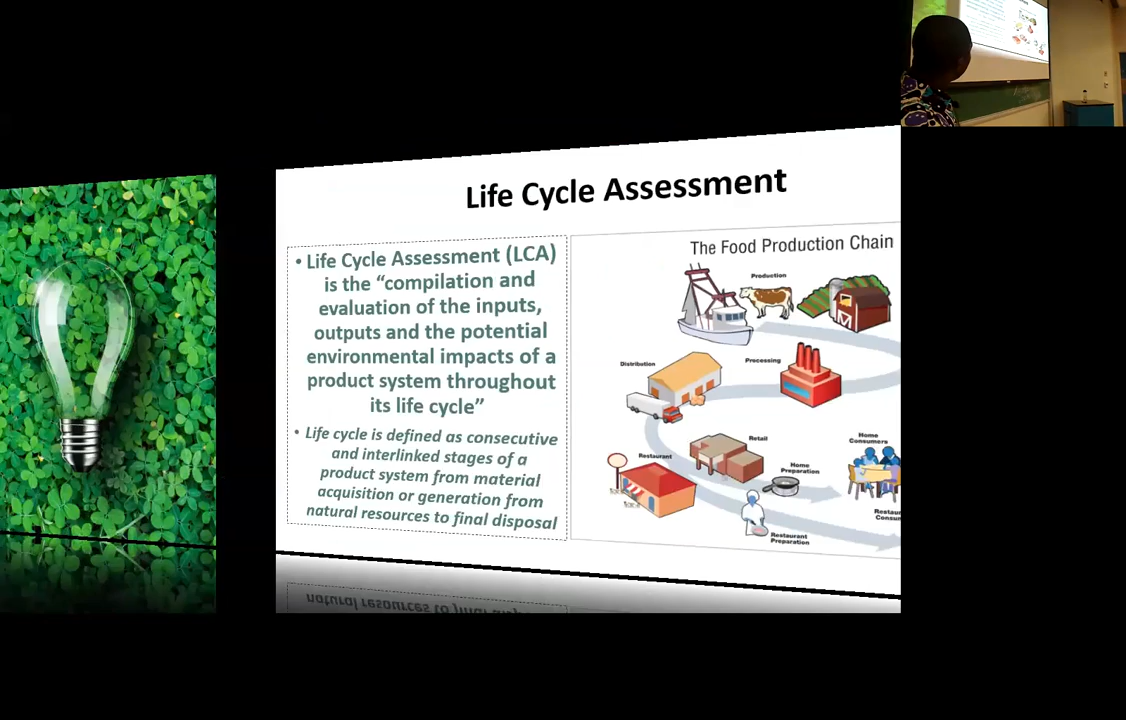 Life Cycle Assessment
• Life Cycle Assessment (LCA)
is the “compilation and
evaluation of the inputs,
outputs and the potential
environmental impacts of a
product system throughout
its life cycle”
• Life cycle is defined as consecutive
and interlinked stages of a
product system from material
acquisition or generation from
natural resources to final disposal
The Food Production Chain
Production
Distribution
Processing
Retail
Restaurant
Home
Preparation
Home
Consumers
Restaurant
Preparation